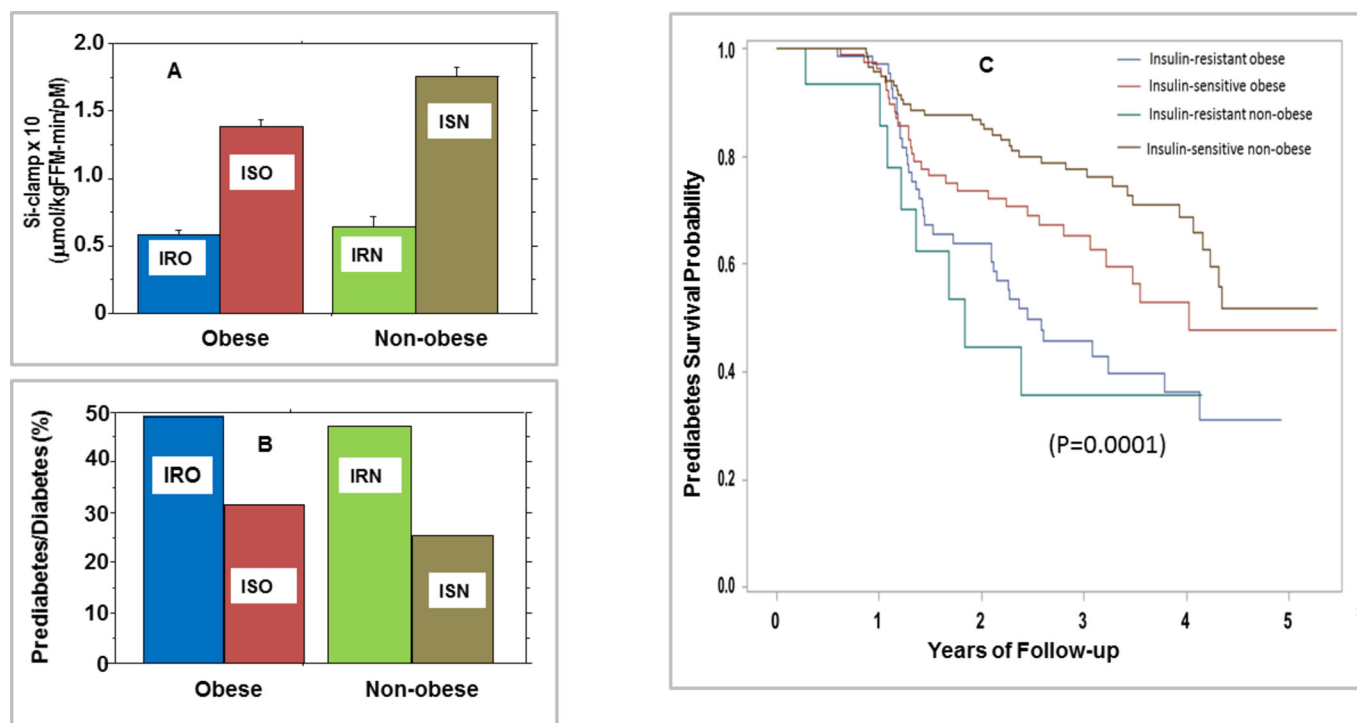 A
Si-clamp x 10
(µmol/kgFFM-min/pM)
2.0
1.5
1.0
0.5
0
IRO
ISO
IRN
ISN
Obese
Non-obese
B
Prediabetes/Diabetes (%)
50
40
30
20
10
0
IRO
ISO
IRN
ISN
Obese
Non-obese
C
Insulin-resistant obese
Insulin-sensitive obese
Insulin-resistant non-obese
Insulin-sensitive non-obese
Prediabetes Survival Probability
1.0
0.8
0.6
0.4
0.2
0.0
(P=0.0001)
0 1 2 3 4 5
Years of Follow-up